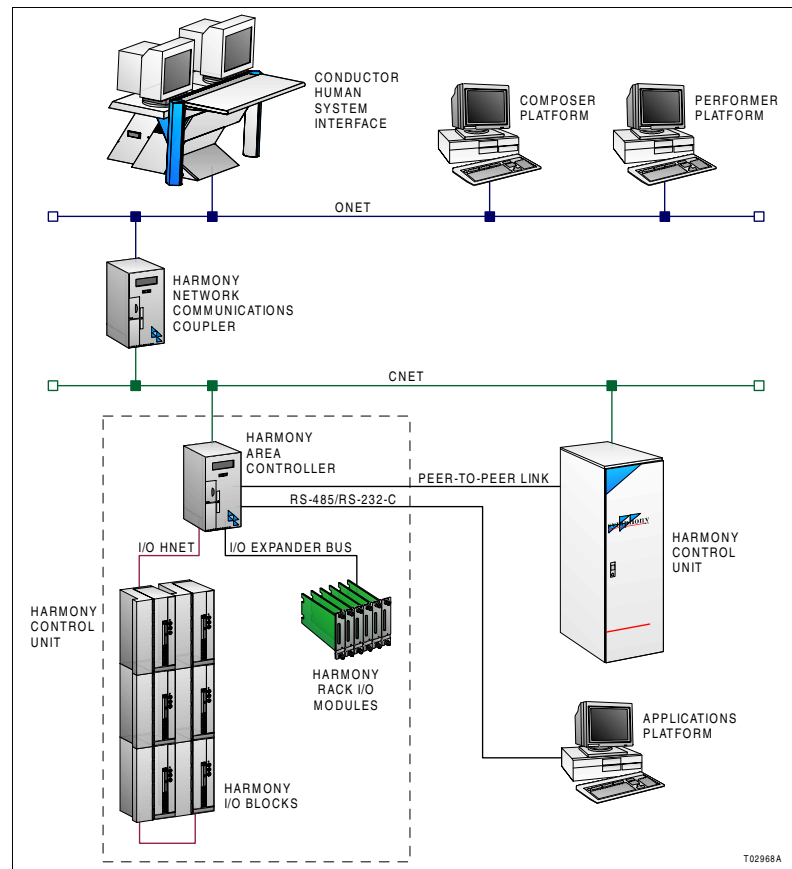 CONDUCTOR
HUMAN
SYSTEM
INTERFACE
COMPOSER
PLATFORM
PERFORMER
PLATFORM
ONET
HARMONY
NETWORK
COMMUNICATIONS
COUPLER
CNET
HARMONY
AREA
CONTROLLER
PEER-TO-PEER LINK
RS-485/RS-232-C
I/O HNET
I/O EXPANDER BUS
HARMONY
CONTROL
UNIT
HARMONY
CONTROL
UNIT
HARMONY
RACK I/O
MODULES
APPLICATIONS
PLATFORM
HARMONY
I/O BLOCKS
T02968A